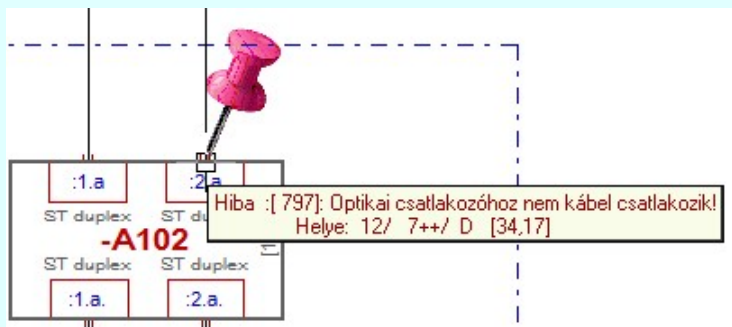 :1.a
:2.a
ST duplex
ST du
Hiba :[ 797]: Optikai csatlakozóhoz nem kábel csatlakozik!
Helye: 12/ 7++/ D [34,17]
-A102
ST duplex
ST duplex
:1.a.
:2.a.